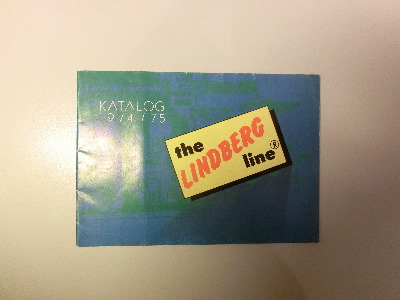 KATALOG
1974/75
the
LINDBERG
line®